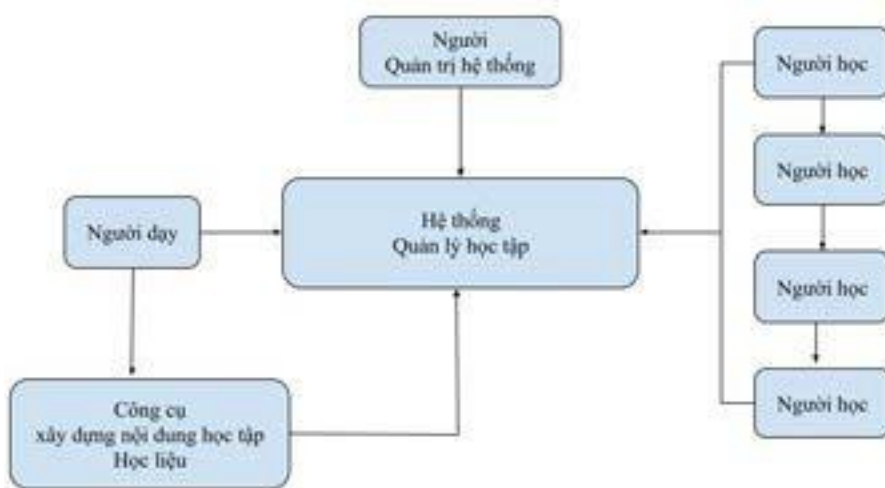 Người
Quản trị hệ thống
Người học
Người học
Người dạy
Hệ thống
Quản lý học tập
Người học
Người học
Công cụ
xây dựng nội dung học tập
Học liệu